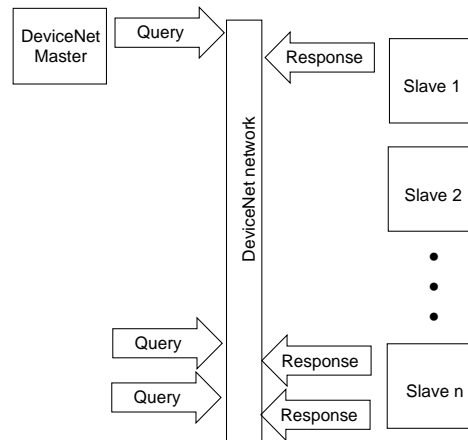 DeviceNet
Master
Query
Response
Slave 1
DeviceNet network
Slave 2
Query
Response
Slave n
Query
Response